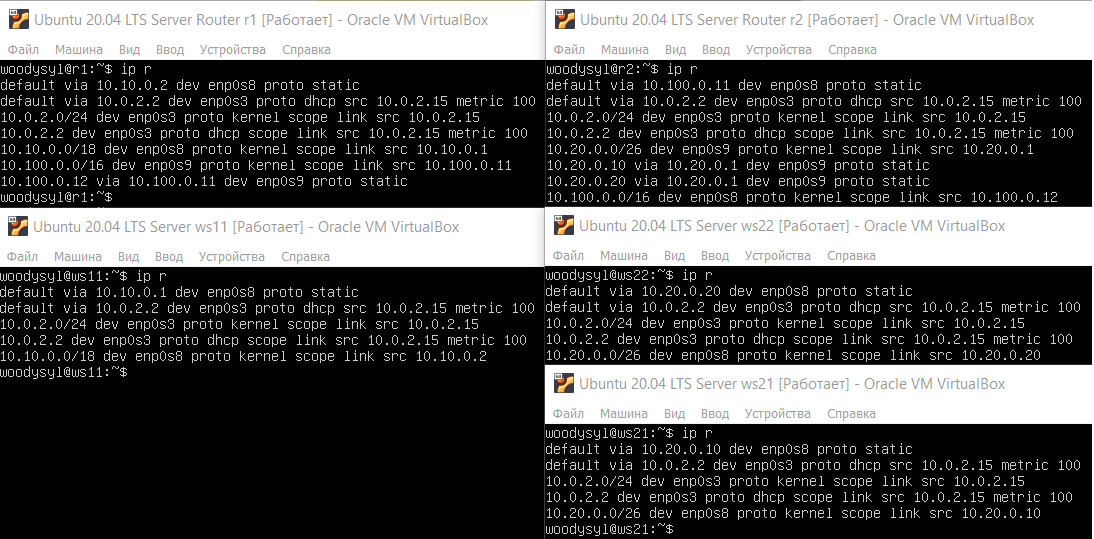 Ubuntu 20.04 LTS Server Router r1 [Работает] - Oracle VM VirtualBox
Файл Машина Вид Ввод Устройства Справка
woodysyl@r1:~$ ip r
default via 10.10.0.2 dev enp0s8 proto static
default via 10.0.2.2 dev enp0s3 proto dhcp src 10.0.2.15 metric 100
10.0.2.0/24 dev enp0s3 proto kernel scope link src 10.0.2.15
10.0.2.2 dev enp0s3 proto dhcp scope link src 10.0.2.15 metric 100
10.10.0.0/18 dev enp0s8 proto kernel scope link src 10.10.0.1
10.100.0.0/16 dev enp0s9 proto kernel scope link src 10.100.0.11
10.100.0.12 via 10.100.0.11 dev enp0s9 proto static
woodysyl@r1:~$
Ubuntu 20.04 LTS Server Router r2 [Работает] - Oracle VM VirtualBox
Файл Машина Вид Ввод Устройства Справка
woodysyl@r2:~$ ip r
default via 10.100.0.11 dev enp0s8 proto static
default via 10.0.2.2 dev enp0s3 proto dhcp src 10.0.2.15 metric 100
10.0.2.0/24 dev enp0s3 proto kernel scope link src 10.0.2.15
10.0.2.2 dev enp0s3 proto dhcp scope link src 10.0.2.15 metric 100
10.20.0.0/26 dev enp0s9 proto kernel scope link src 10.20.0.1
10.20.0.10 via 10.20.0.1 dev enp0s9 proto static
10.20.0.20 via 10.20.0.1 dev enp0s9 proto static
10.100.0.0/16 dev enp0s8 proto kernel scope link src 10.100.0.12
Ubuntu 20.04 LTS Server ws11 [Работает] - Oracle VM VirtualBox
Файл Машина Вид Ввод Устройства Справка
woodysyl@ws11:~$ ip r
default via 10.10.0.1 dev enp0s8 proto static
default via 10.0.2.2 dev enp0s3 proto dhcp src 10.0.2.15 metric 100
10.0.2.0/24 dev enp0s3 proto kernel scope link src 10.0.2.15
10.0.2.2 dev enp0s3 proto dhcp scope link src 10.0.2.15 metric 100
10.10.0.0/18 dev enp0s8 proto kernel scope link src 10.10.0.2
woodysyl@ws11:~$
Ubuntu 20.04 LTS Server ws22 [Работает] - Oracle VM VirtualBox
Файл Машина Вид Ввод Устройства Справка
woodysyl@ws22:~$ ip r
default via 10.20.0.20 dev enp0s8 proto static
default via 10.0.2.2 dev enp0s3 proto dhcp src 10.0.2.15 metric 100
10.0.2.0/24 dev enp0s3 proto kernel scope link src 10.0.2.15
10.0.2.2 dev enp0s3 proto dhcp scope link src 10.0.2.15 metric 100
10.20.0.0/26 dev enp0s8 proto kernel scope link src 10.20.0.20
Ubuntu 20.04 LTS Server ws21 [Работает] - Oracle VM VirtualBox
Файл Машина Вид Ввод Устройства Справка
woodysyl@ws21:~$ ip r
default via 10.20.0.10 dev enp0s8 proto static
default via 10.0.2.2 dev enp0s3 proto dhcp src 10.0.2.15 metric 100
10.0.2.0/24 dev enp0s3 proto kernel scope link src 10.0.2.15
10.0.2.2 dev enp0s3 proto dhcp scope link src 10.0.2.15 metric 100
10.20.0.0/26 dev enp0s8 proto kernel scope link src 10.20.0.10
woodysyl@ws21:~$